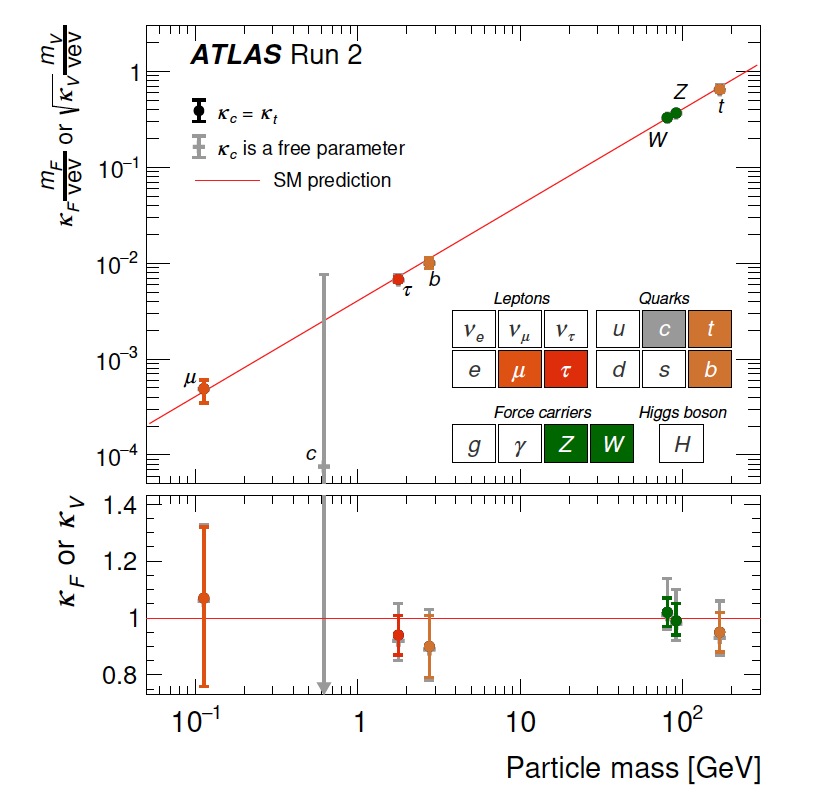 κ_F m_F/vev or √κ_V m_V/vev
ATLAS Run 2
κ_c = κ_t
κ_c is a free parameter
SM prediction
1
10⁻¹
10⁻²
10⁻³
10⁻⁴
μ
c
τ
b
W
Z
t
Leptons Quarks
ν_e ν_μ ν_τ u c t
e μ τ d s b
Force carriers Higgs boson
g γ Z W H
κ_F or κ_V
1.4
1.2
1
0.8
10⁻¹ 1 10 10²
Particle mass [GeV]